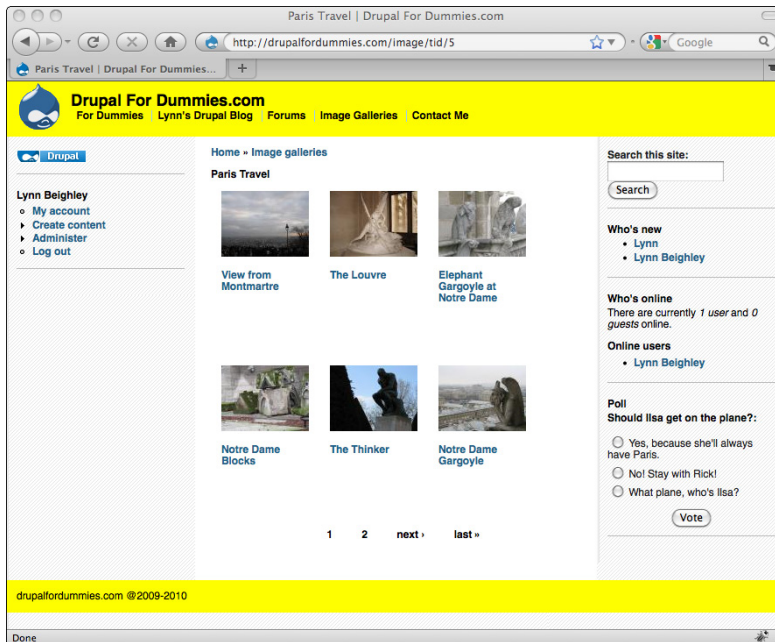 Paris Travel | Drupal For Dummies.com
http://drupalfordummies.com/image/tid/5
Google
Paris Travel | Drupal For Dummies...
+
Drupal For Dummies.com
For Dummies | Lynn's Drupal Blog | Forums | Image Galleries | Contact Me
Drupal
Lynn Beighley
My account
Create content
Administer
Log out
Home » Image galleries
Paris Travel
View from
Montmartre
The Louvre
Elephant
Gargoyle at
Notre Dame
Notre Dame
Blocks
The Thinker
Notre Dame
Gargoyle
1 2 next › last »
Search this site:
Search
Who's new
Lynn
Lynn Beighley
Who's online
There are currently 1 user and 0
guests online.
Online users
Lynn Beighley
Poll
Should Ilsa get on the plane?:
Yes, because she'll always
have Paris.
No! Stay with Rick!
What plane, who's Ilsa?
Vote
drupalfordummies.com @2009-2010
Done